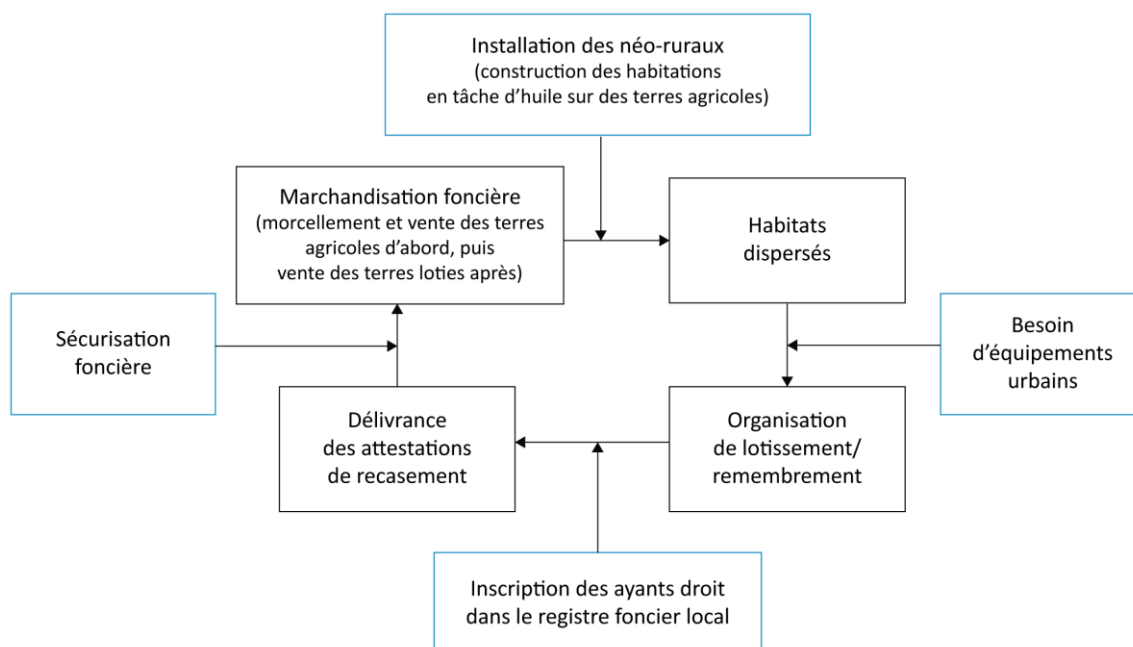 Installation des néo-ruraux
(construction des habitations
en tâche d'huile sur des terres agricoles)
Marchandisation foncière
(morcellement et vente des terres
agricoles d'abord, puis
vente des terres loties après)
Habitats
dispersés
Sécurisation
foncière
Besoin
d'équipements
urbains
Délivrance
des attestations
de recasement
Organisation
de lotissement/
remembrement
Inscription des ayants droit
dans le registre foncier local